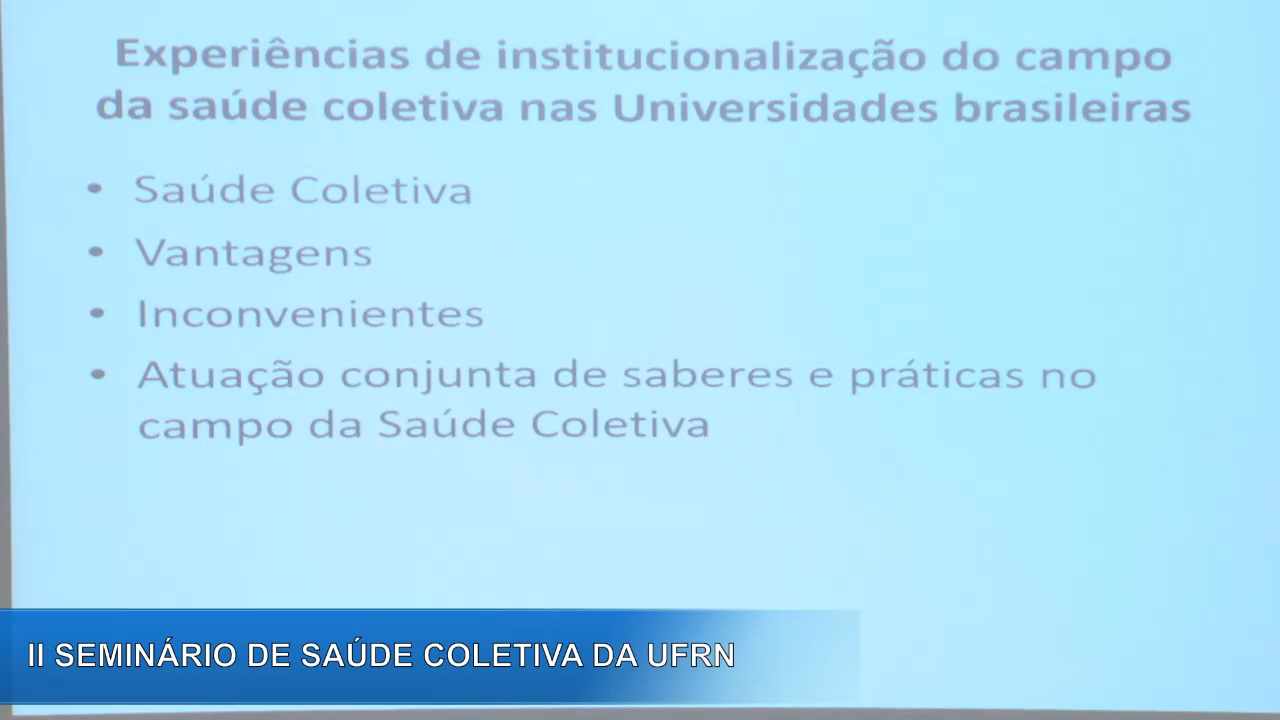 Experiências de institucionalização do campo
da saúde coletiva nas Universidades brasileiras
• Saúde Coletiva
• Vantagens
• Inconvenientes
• Atuação conjunta de saberes e práticas no
campo da Saúde Coletiva
II SEMINÁRIO DE SAÚDE COLETIVA DA UFRN